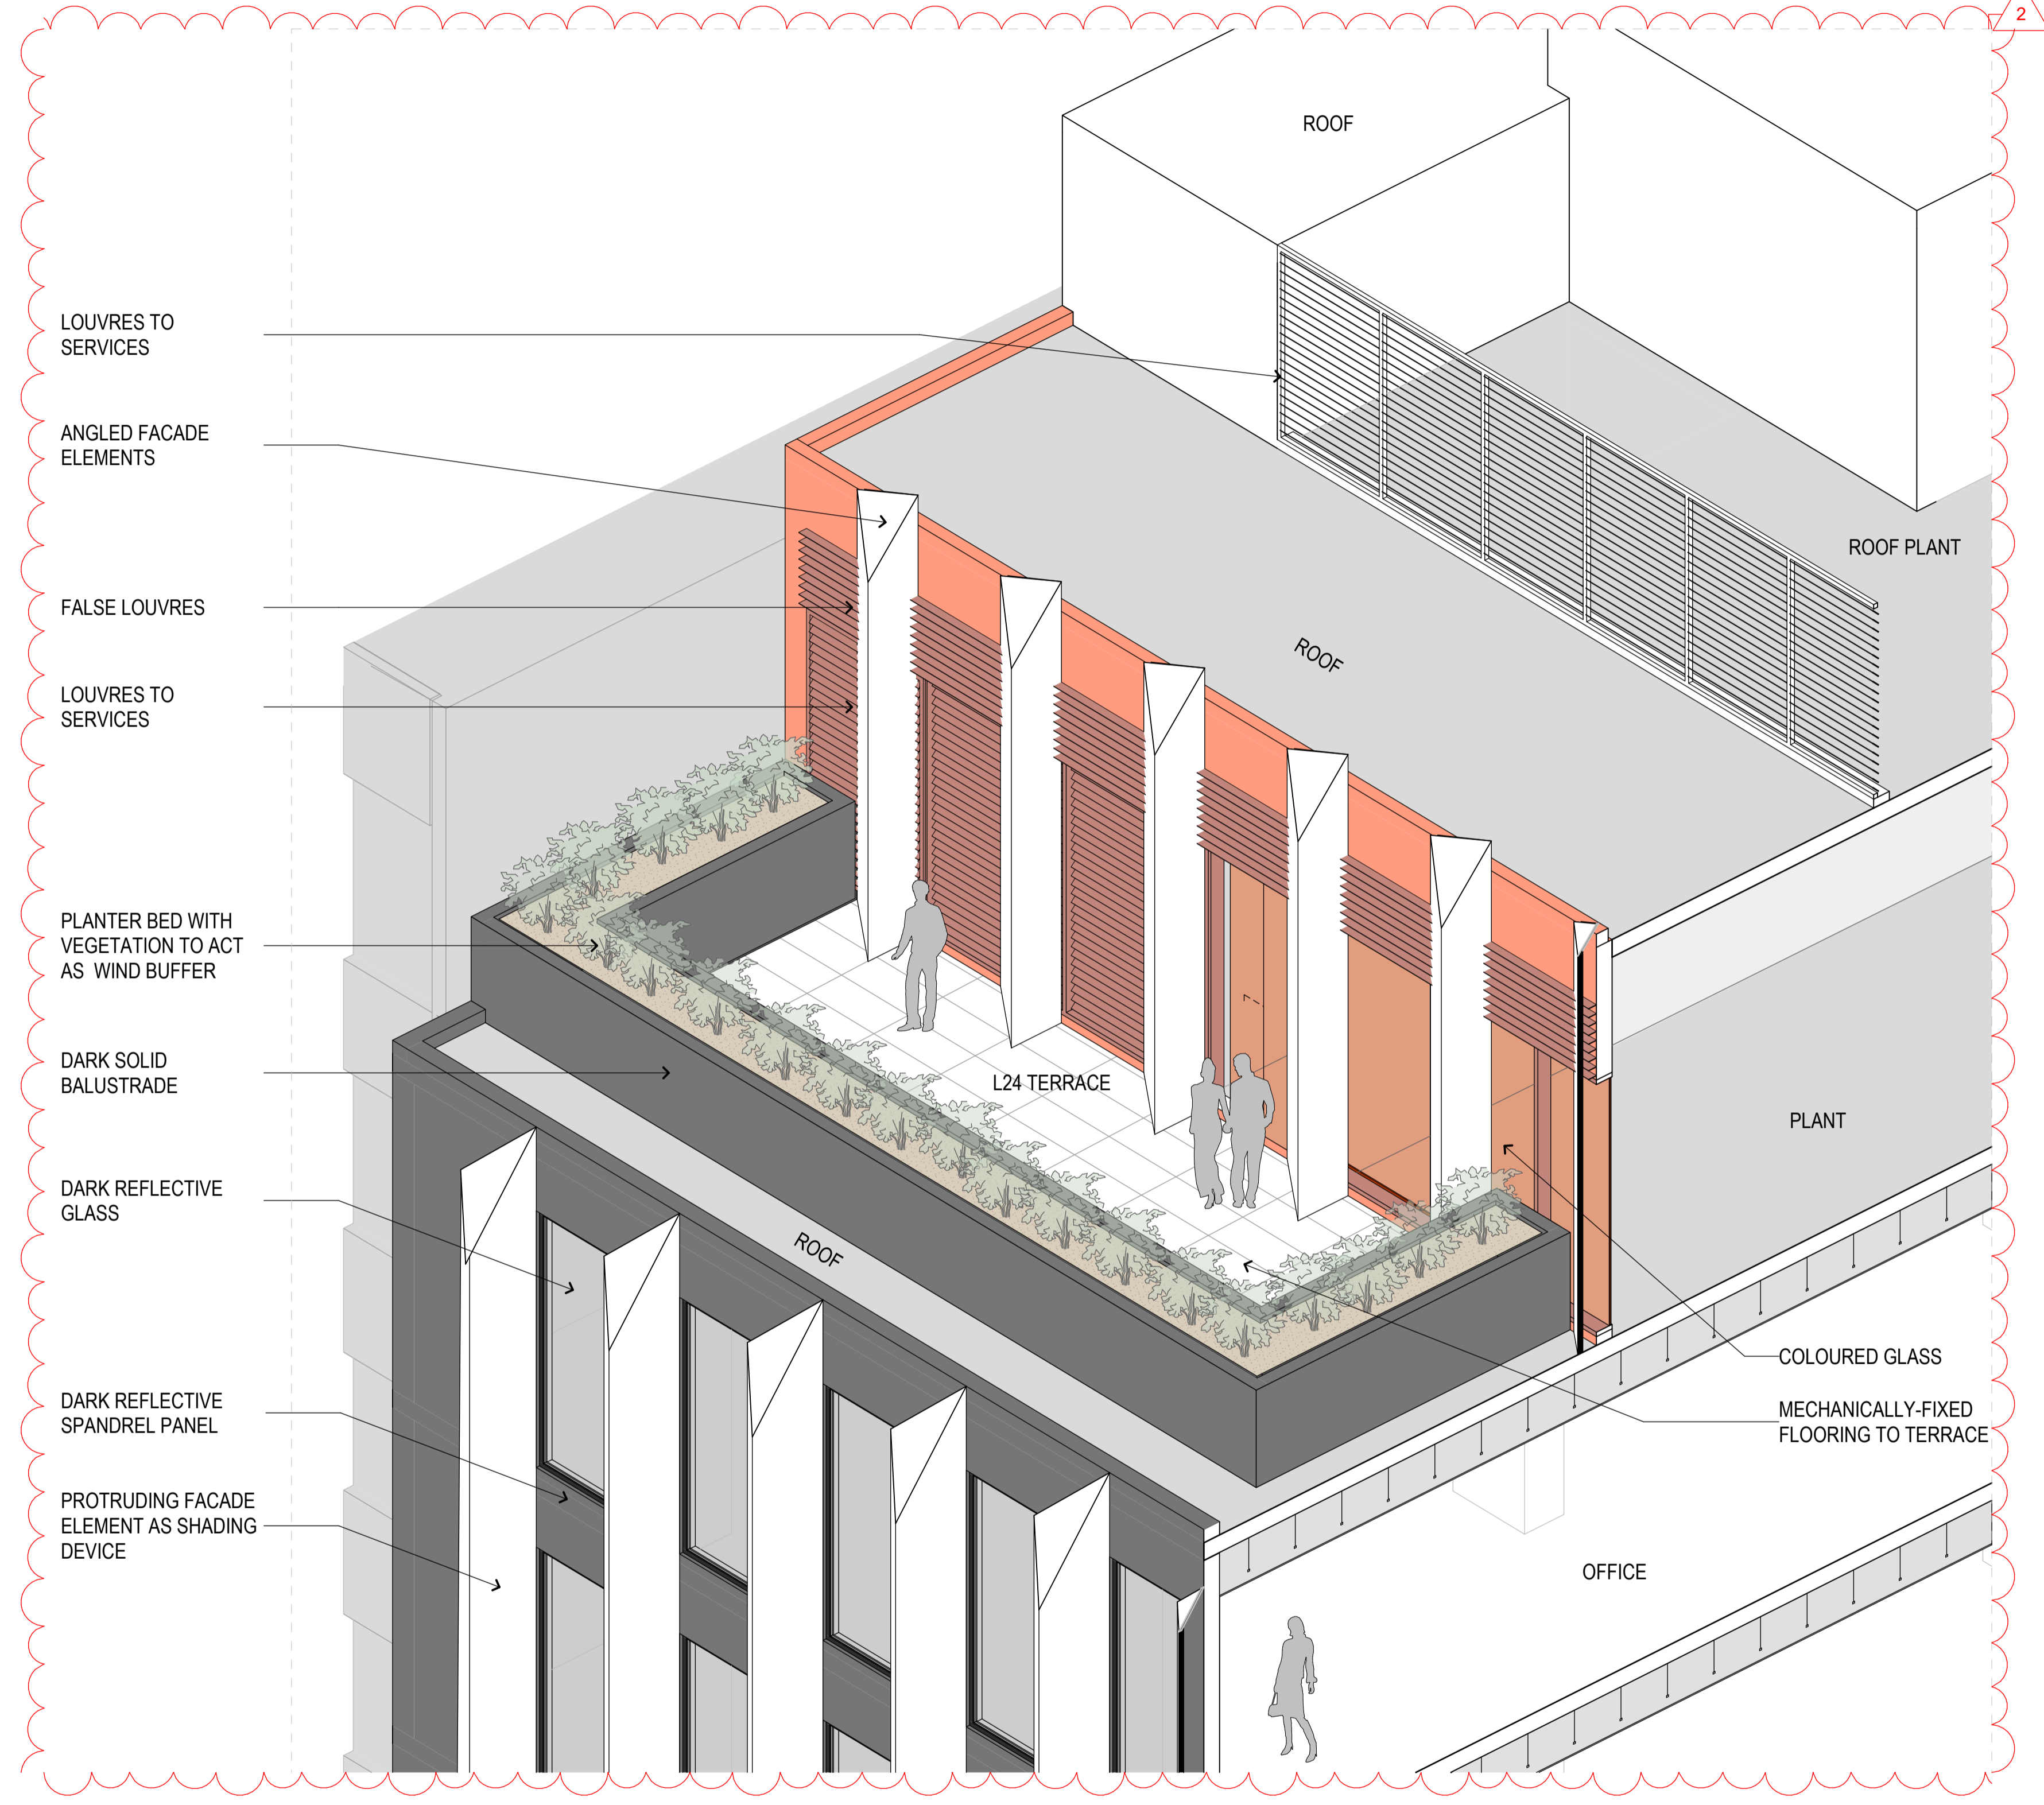 2
ROOF
LOUVRES TO
SERVICES
ANGLED FACADE
ELEMENTS
ROOF PLANT
FALSE LOUVRES
ROOF
LOUVRES TO
SERVICES
PLANTER BED WITH
VEGETATION TO ACT
AS WIND BUFFER
DARK SOLID
BALUSTRADE
L24 TERRACE
PLANT
DARK REFLECTIVE
GLASS
ROOF
COLOURED GLASS
DARK REFLECTIVE
SPANDREL PANEL
MECHANICALLY-FIXED
FLOORING TO TERRACE
PROTRUDING FACADE
ELEMENT AS SHADING
DEVICE
OFFICE